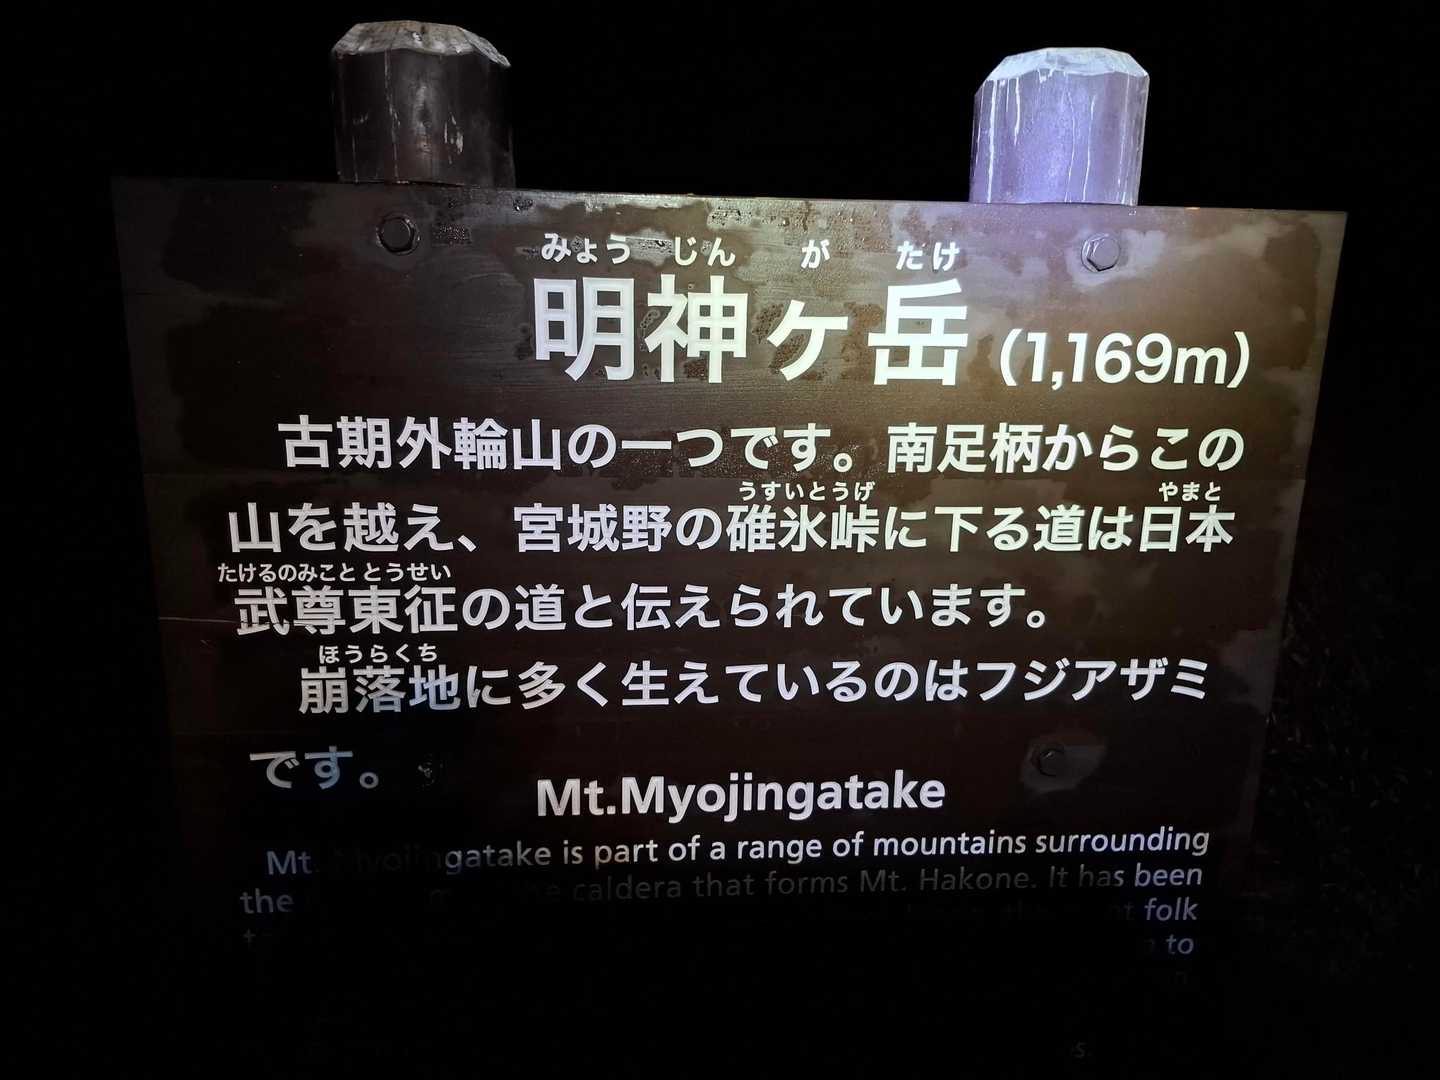 みょう じん が たけ
明神ヶ岳 (1,169m)
古期外輪山の一つです。南足柄からこの
うすいとうげ やまと
山を越え、宮城野の碓氷峠に下る道は日本
たけるのみこと とうせい
武尊東征の道と伝えられています。
ほうらくち
崩落地に多く生えているのはフジアザミ
です。
Mt.Myojingatake
Mt. Myojingatake is part of a range of mountains surrounding
the caldera that forms Mt. Hakone. It has been
folk
to